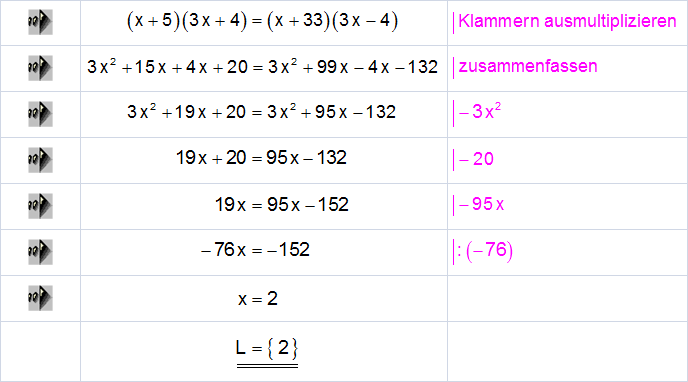 (x + 5)(3x + 4) = (x + 33)(3x − 4) | Klammern ausmultiplizieren
3x² + 15x + 4x + 20 = 3x² + 99x − 4x − 132 | zusammenfassen
3x² + 19x + 20 = 3x² + 95x − 132 | − 3x²
19x + 20 = 95x − 132 | − 20
19x = 95x − 152 | − 95x
−76x = −152 | : (−76)
x = 2
L = { 2 }